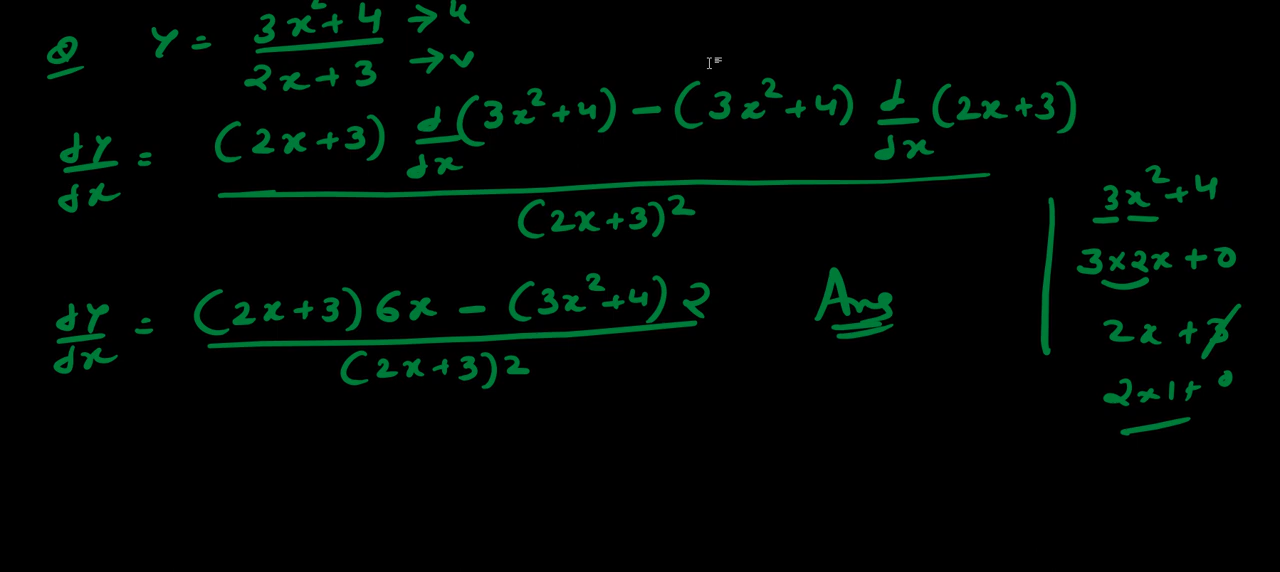 Q Y = 3x² + 4 → u
2x + 3 → v
dy/dx = (2x+3) d/dx (3x²+4) − (3x²+4) d/dx (2x+3)
(2x+3)²
dy/dx = (2x+3) 6x − (3x²+4) 2 Ans
(2x+3)2
3x² + 4
3×2x + 0
2x + 3
2×1+ 0